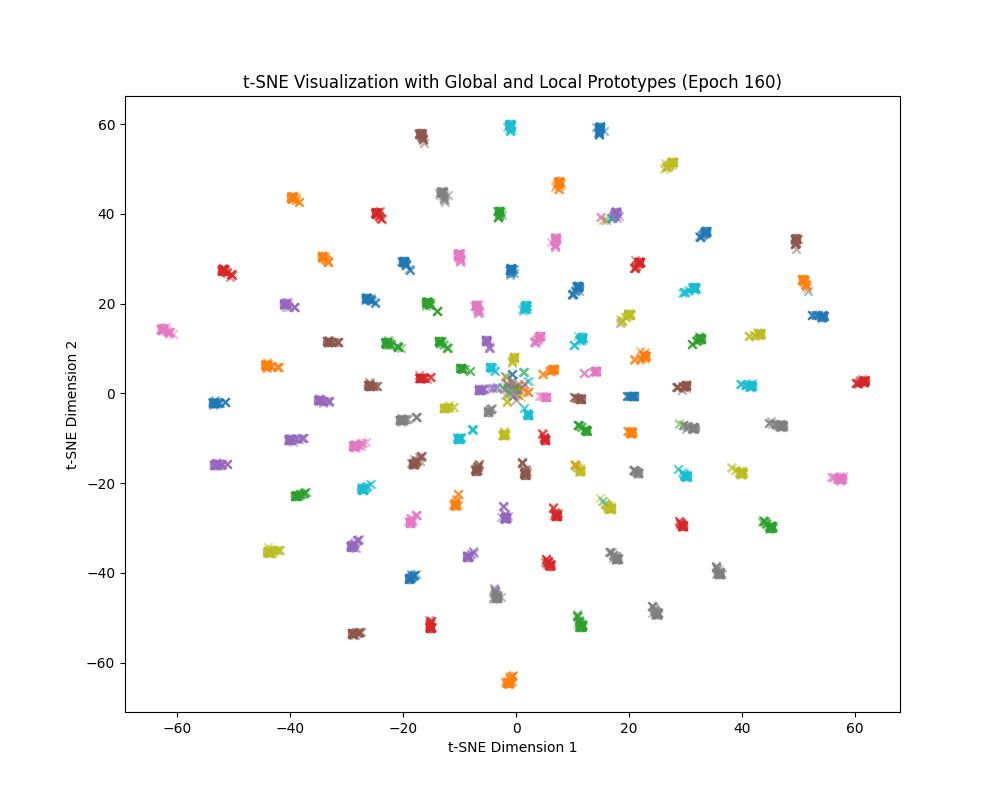 t-SNE Visualization with Global and Local Prototypes (Epoch 160)
60
40
20
0
−20
−40
−60
t-SNE Dimension 2
−60 −40 −20 0 20 40 60
t-SNE Dimension 1